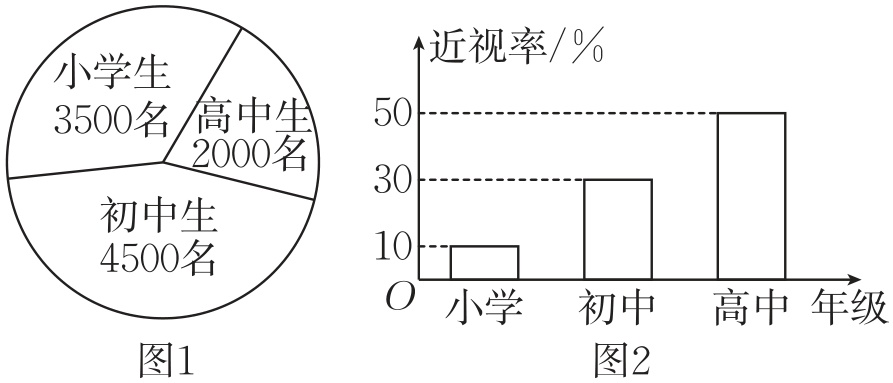 小学生
3500名
高中生
2000名
初中生
4500名
图1
近视率/%
50
30
10
O
小学 初中 高中 年级
图2